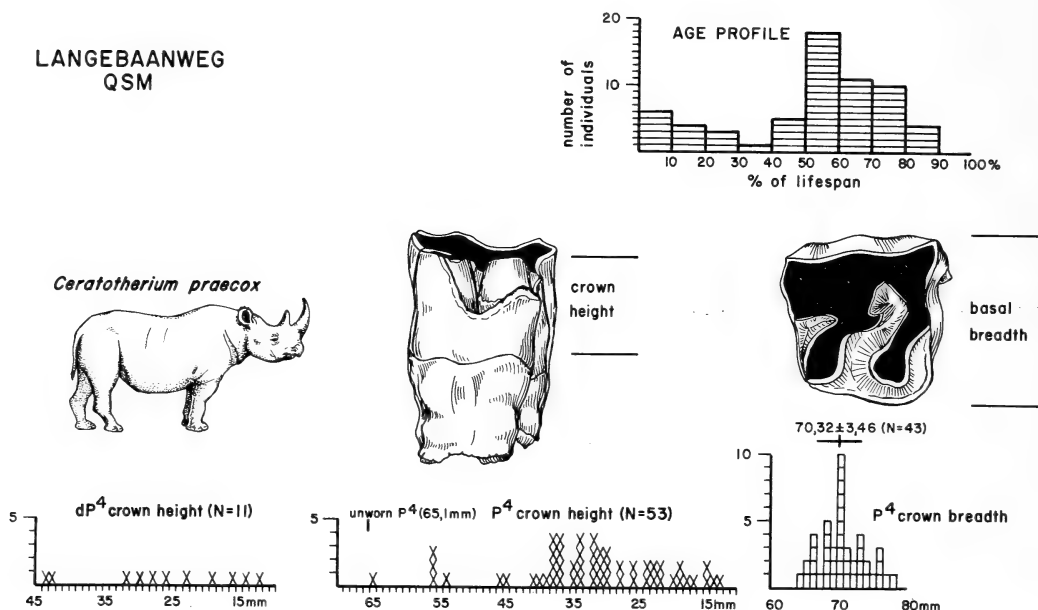 LANGEBAANWEG
QSM
AGE PROFILE
number of
individuals
20
10
10 20 30 40 50 60 70 80 90 100%
% of lifespan
Ceratotherium praecox
crown
height
basal
breadth
70,32±3,46 (N=43)
dP⁴ crown height (N=11)
5
45 35 25 15mm
unworn P⁴ (65,1mm)
P⁴ crown height (N=53)
5
65 55 45 35 25 15mm
P⁴ crown breadth
10
5
60 70 80mm